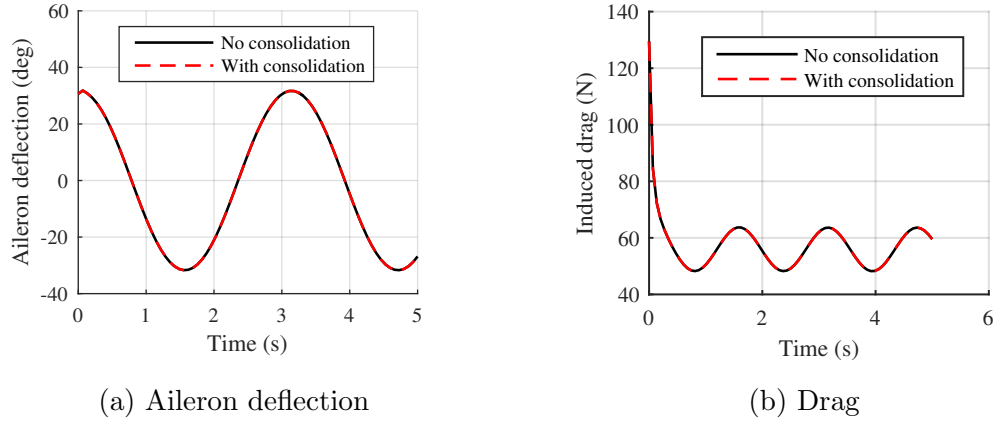 60
40
20
0
-20
-40
Aileron deflection (deg)
No consolidation
With consolidation
0 1 2 3 4 5
Time (s)
(a) Aileron deflection
140
120
100
80
60
40
Induced drag (N)
No consolidation
With consolidation
0 2 4 6
Time (s)
(b) Drag